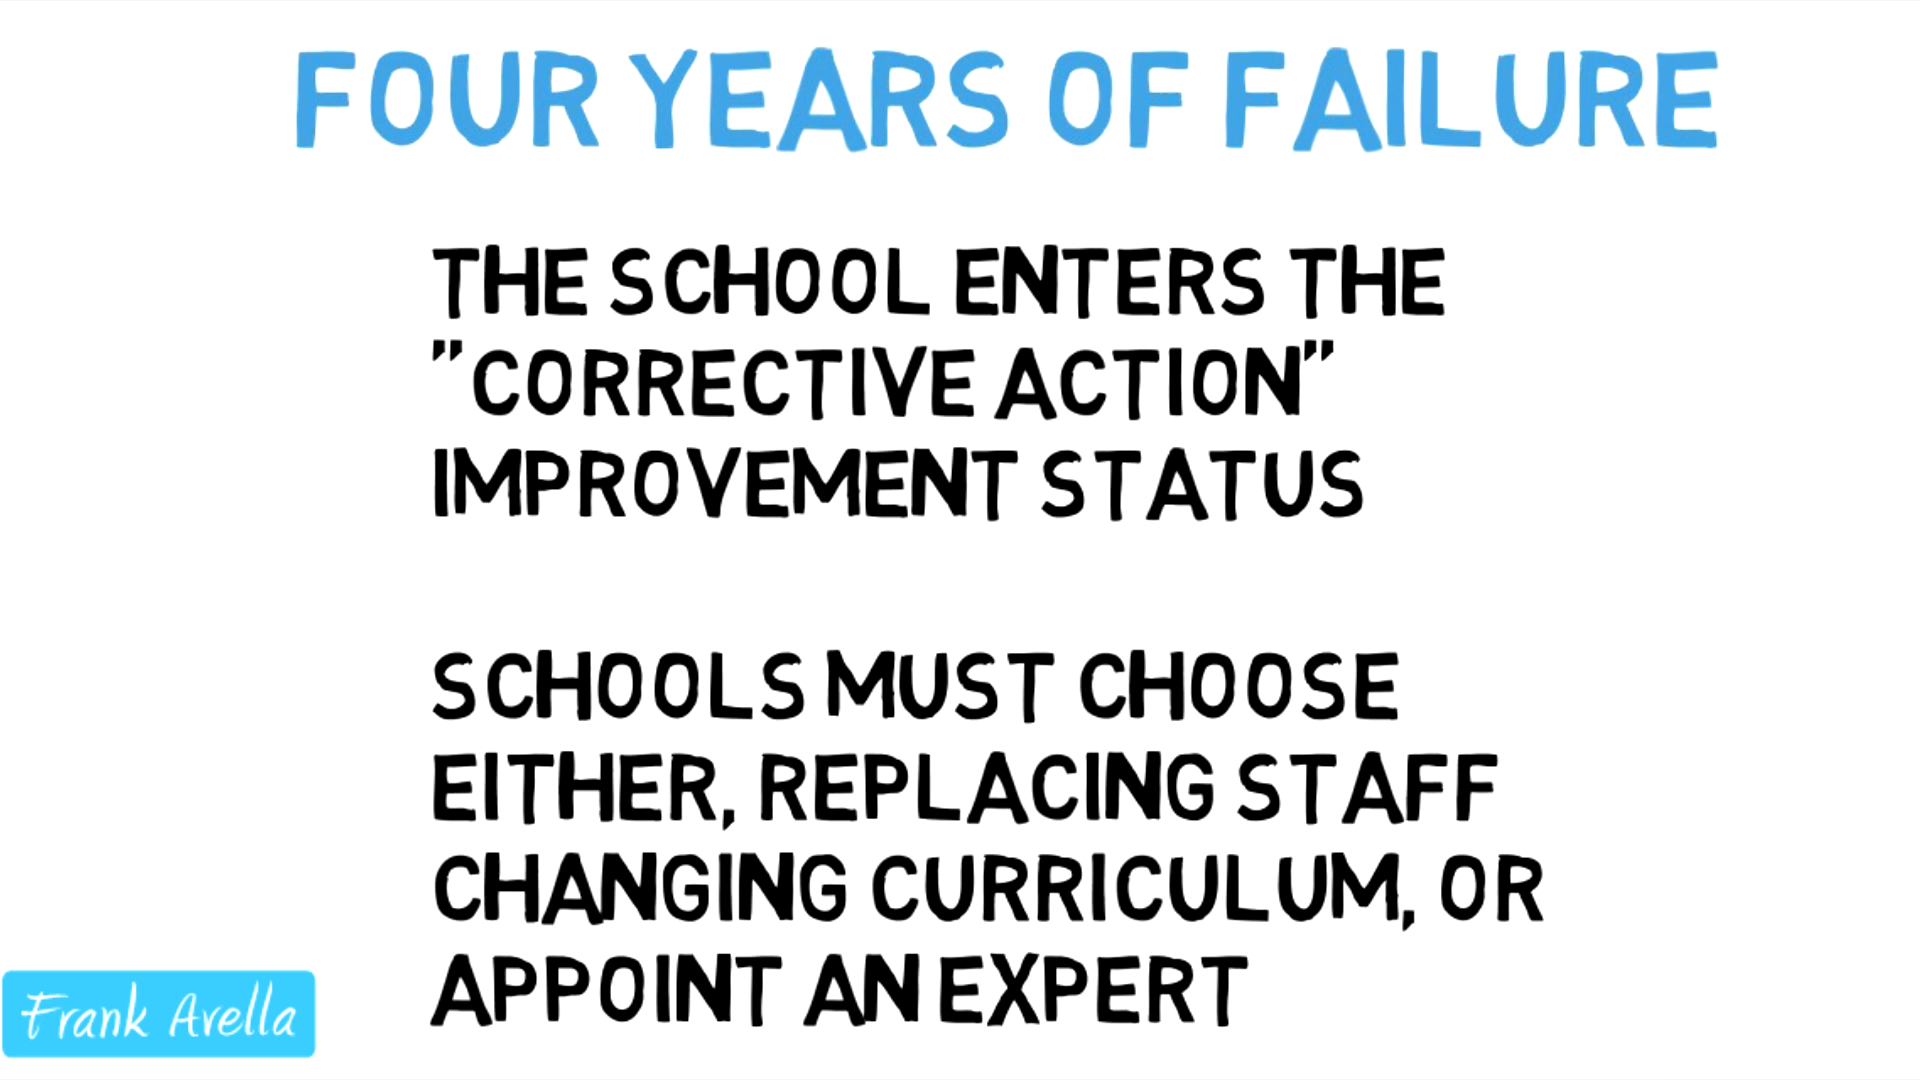 FOUR YEARS OF FAILURE
THE SCHOOL ENTERS THE
"CORRECTIVE ACTION"
IMPROVEMENT STATUS
SCHOOLS MUST CHOOSE
EITHER, REPLACING STAFF
CHANGING CURRICULUM, OR
APPOINT AN EXPERT
Frank Avella